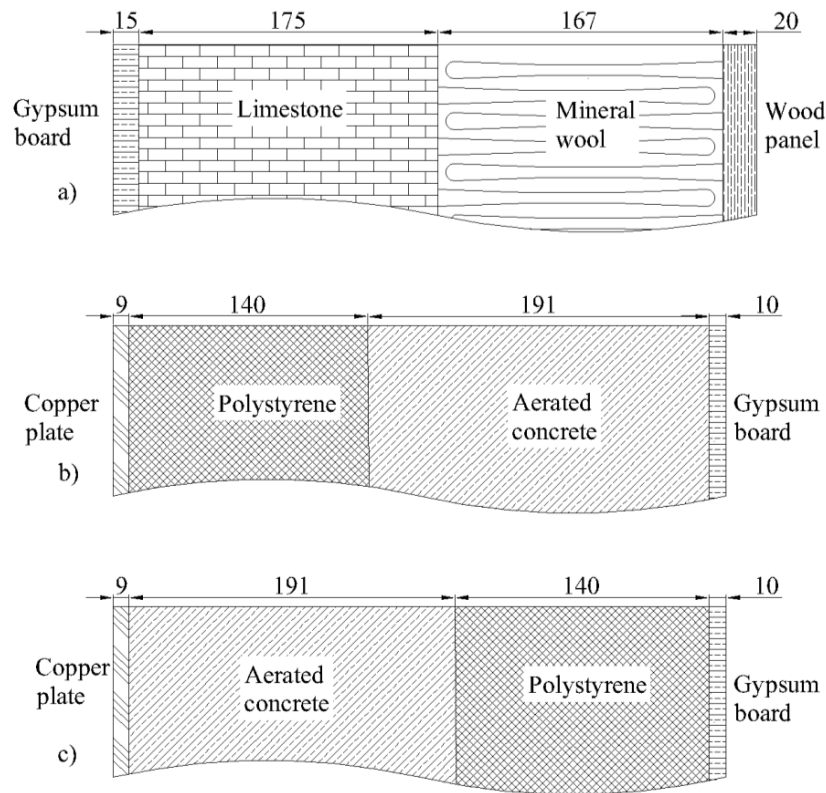 15 175 167 20
Gypsum
board
Limestone
Mineral
wool
Wood
panel
a)
9 140 191 10
Copper
plate
Polystyrene
Aerated
concrete
Gypsum
board
b)
9 191 140 10
Copper
plate
Aerated
concrete
Polystyrene
Gypsum
board
c)